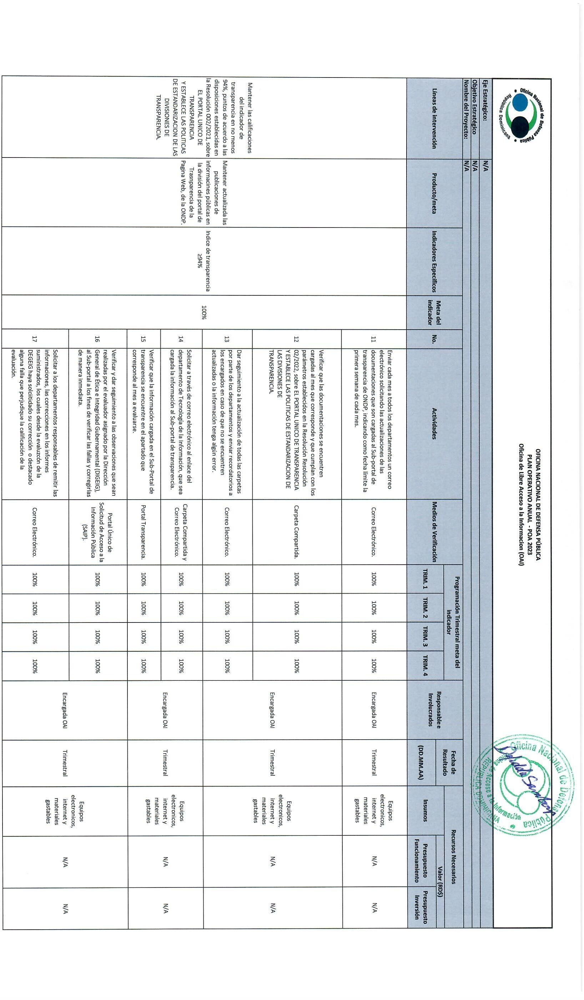 Oficina Nacional de Defensa Pública
República Dominicana
OFICINA NACIONAL DE DEFENSA PÚBLICA
PLAN OPERATIVO ANUAL - POA 2023
Oficina de Libre Acceso a la Informacion (OAI)
Oficina Nacional de Defensa Pública
Acceso a la Información
REPÚBLICA DOMINICANA
Eje Estratégico: N/A
Objetivo Estratégico N/A
Nombre del Proyecto: N/A
Líneas de intervención
Producto/meta
Indicadores Específicos
Meta del
indicador
No.
Actividades
Medios de Verificación
Programación Trimestral meta del
indicador
TRIM. 1
TRIM. 2
TRIM. 3
TRIM. 4
Responsable e
Involucrados
Fecha de
Resultado
(DD.MM.AA)
Recursos Necesarios
Insumos
Valor (RD$)
Presupuesto
Funcionamiento
Presupuesto
Inversión
Mantener las calificaciones
del indicador de
transparencia en no menos
94%, puntos de acuerdo a las
disposiciones establecidas en
la Resolución 002/2021, sobre
EL PORTAL UNICO DE
TRANSPARENCIA
Y ESTABLECE LAS POLITICAS
DE ESTANDARIZACION DE LAS
DIVISIONES DE
TRANSPARENCIA.
Mantener actualizada las
publicaciones de
informacines públicas en
la división del portal de
Trasnparencia de la
Pagina Web, de la ONDP.
Indice de transparencia
≥94%
100%
11
Enviar cada mes a todos los departamentos un correo
electrónico solicitando las actualizaciones de las
documentaciones que son cargadas al Sub-portal de
transparencia de ONDP, indicando como fecha límite la
primera semana de cada mes.
Correo Electrónico.
100%
100%
100%
100%
Encargada OAI
Trimestral
Equipos
electronicos,
internet y
materiales
gastables
N/A
N/A
12
Verificar que las documentaciones se encuentren
cargadas al mes que corresponde y que cumplan con los
parámetros establecidos en la Resolución Resolución
02/2022, sobre EL PORTAL UNICO DE TRANSPARENCIA
Y ESTABLECE LAS POLITICAS DE ESTANDARIZACION DE
LAS DIVISIONES DE
TRANSPARENCIA.
Carpeta Compartida.
100%
100%
100%
100%
Encargada OAI
Trimestral
Equipos
electronicos,
internet y
materiales
gastables
N/A
N/A
13
Dar seguimiento a la actualización de todas las carpetas
por parte de los departamentos y enviar recordatorios a
los encargados en caso de que no se encuentren
actualizadas o la información tenga algún error.
Correo Electrónico.
100%
100%
100%
100%
14
Solicitar a través de correo electrónico al enlace del
departamento de Tecnología de la Información, que sea
cargada la información al Sub-portal de transparencia.
Carpeta Compartida y
Correo Electrónico.
100%
100%
100%
100%
Encargada OAI
Trimestral
Equipos
electronicos,
internet y
materiales
gastables
N/A
N/A
15
Verificar que la información cargada en el Sub-Portal de
transparencia se encuentre en el apartado que
corresponde al mes a evaluarse.
Portal Transparencia.
100%
100%
100%
100%
16
Verificar y dar seguimiento a las observaciones que sean
realizadas por el evaluador asignado por la Dirección
General de Ética e Integridad Gubernamental (DIGEIG),
al Sub-portal a los fines de verificar las fallas y corregirlas
de manera inmediata.
Portal Único de
Solicitud de Acceso a la
Información Pública
(SAIP).
100%
100%
100%
100%
Encargada OAI
Trimestral
Equipos
electronicos,
internet y
materiales
gastables
N/A
N/A
17
Solicitar a los departamentos responsables de remitir las
informaciones, las correcciones en los informes
suministrados, los cuales desde la evaluzcón de la
DEGEIG haya solciitidado su corrección o destacado
alguna falla que perjudique la calificación de la
evaluación.
Correo Electrónico.
100%
100%
100%
100%